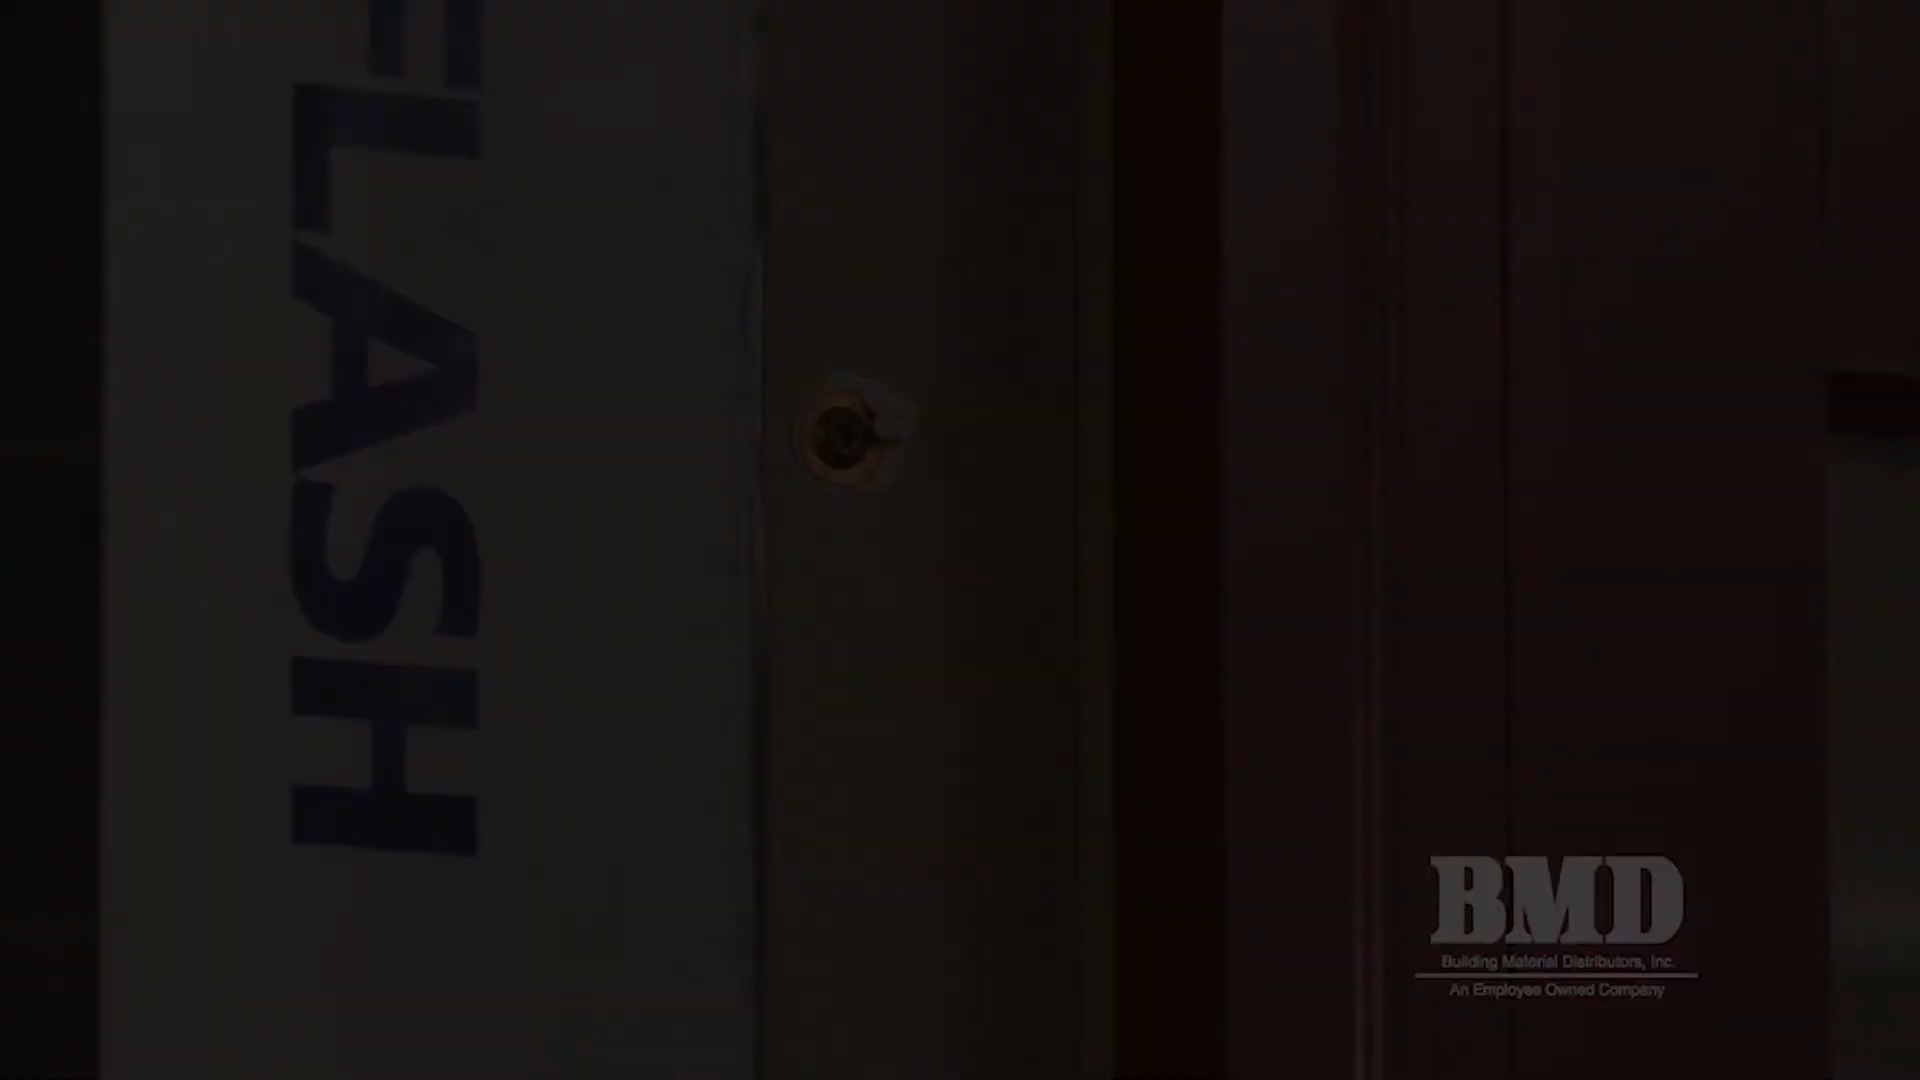 FLASH
BMD
Building Material Distributors, Inc.
An Employee Owned Company